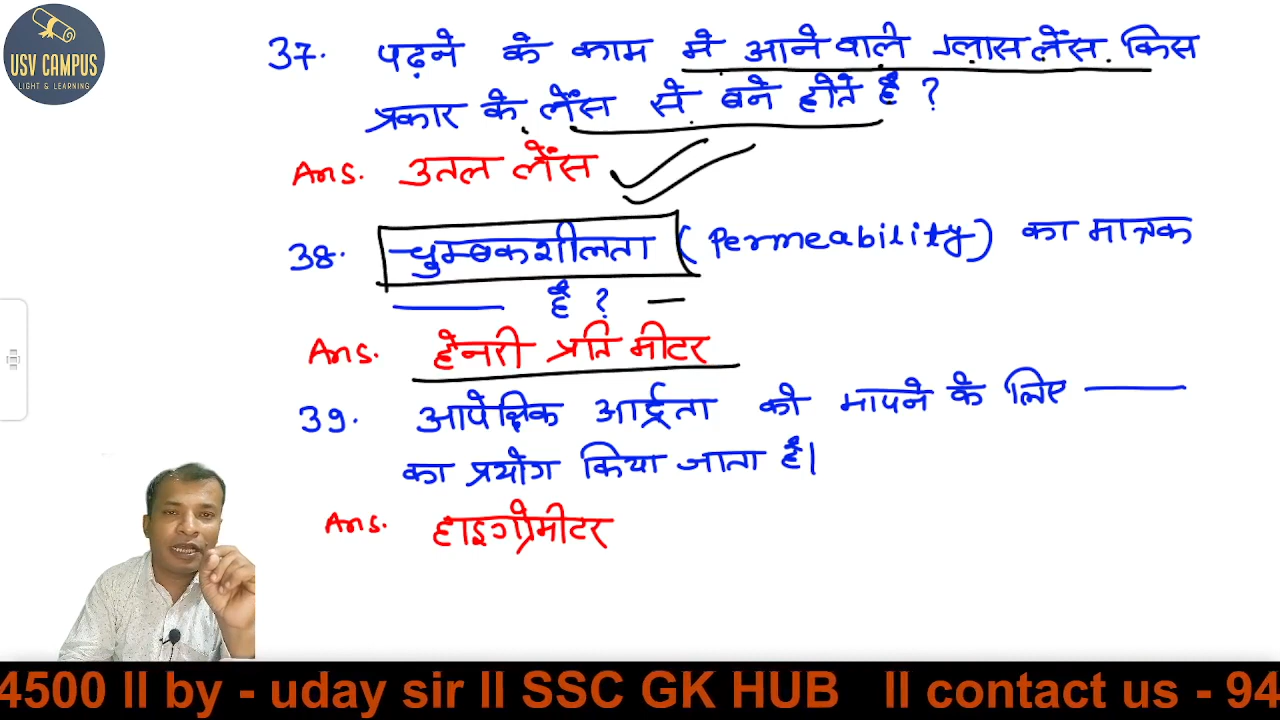 USV CAMPUS
LIGHT & LEARNING
37. पढ़ने के काम मे आने वाले ग्लास लेंस किस
प्रकार के लेंस से बने होते है ?
Ans. उतल लेंस
38. चुम्बकशीलता (Permeability) का मात्रक
है ?
Ans. हेनरी प्रति मीटर
39. आपेक्षिक आर्द्रता को मापने के लिए
का प्रयोग किया जाता है।
Ans. हाइग्रोमीटर
4500 ll by - uday sir ll SSC GK HUB ll contact us - 94